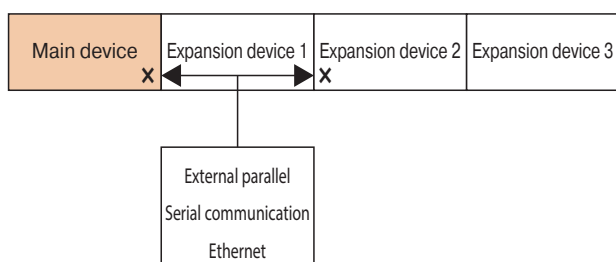 Main device
Expansion device 1
Expansion device 2
Expansion device 3
External parallel
Serial communication
Ethernet